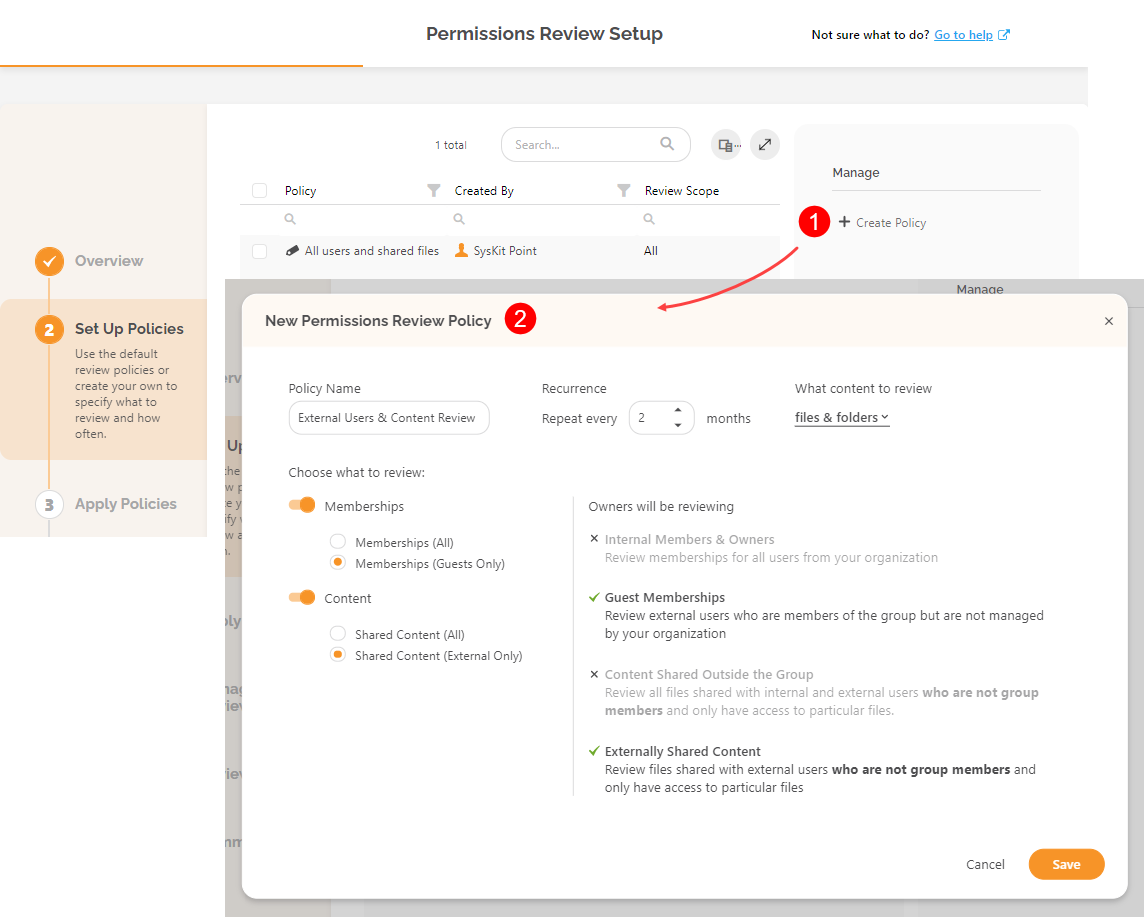 Permissions Review Setup
Not sure what to do? Go to help
1 total
Search...
Manage
Policy
Created By
Review Scope
1
Create Policy
All users and shared files
SysKit Point
All
Overview
2
Set Up Policies
Use the default
review policies or
create your own to
specify what to
review and how
often.
3
Apply Policies
Manage
New Permissions Review Policy
2
Policy Name
External Users & Content Review
Recurrence
Repeat every 2 months
What content to review
files & folders
Choose what to review:
Memberships
Memberships (All)
Memberships (Guests Only)
Content
Shared Content (All)
Shared Content (External Only)
Owners will be reviewing
Internal Members & Owners
Review memberships for all users from your organization
Guest Memberships
Review external users who are members of the group but are not managed
by your organization
Content Shared Outside the Group
Review all files shared with internal and external users who are not group
members and only have access to particular files.
Externally Shared Content
Review files shared with external users who are not group members and
only have access to particular files
Cancel
Save